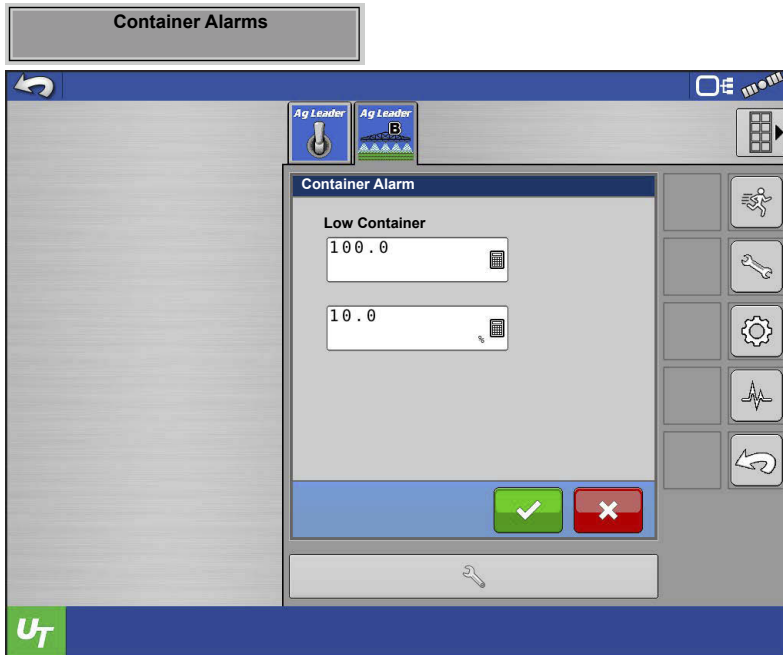 Container Alarms
Ag Leader
Ag Leader
B
Container Alarm
Low Container
100.0
10.0
%
UT